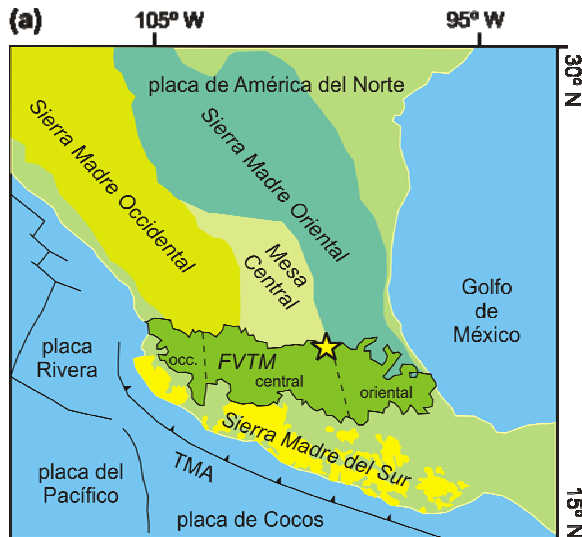 (a)
105º W
95º W
30º N
placa de América del Norte
Sierra Madre Occidental
Sierra Madre Oriental
Mesa
Central
Golfo
de
México
placa
Rivera
occ.
FVTM
central
oriental
Sierra Madre del Sur
TMA
placa del
Pacífico
placa de Cocos
15º N